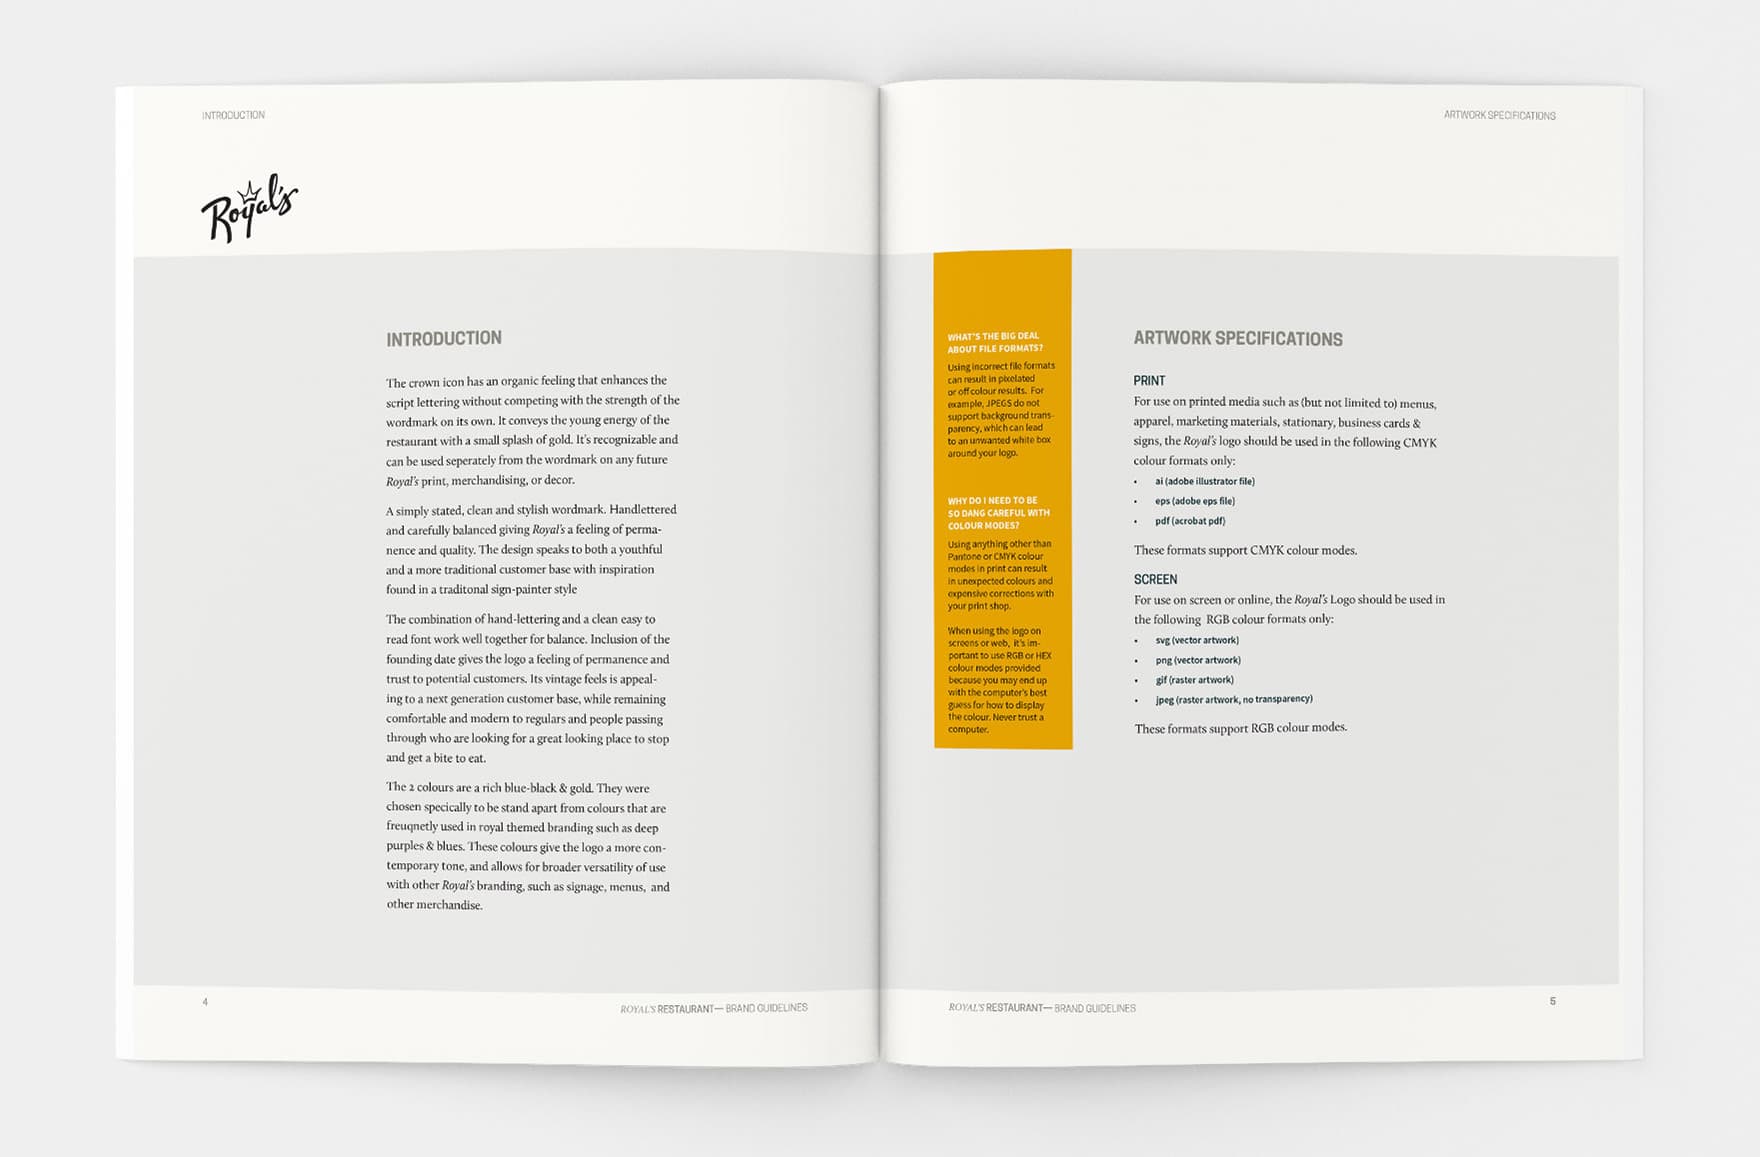 INTRODUCTION
Royal's
INTRODUCTION
The crown icon has an organic feeling that enhances the
script lettering without competing with the strength of the
wordmark on its own. It conveys the young energy of the
restaurant with a small splash of gold. It's recognizable and
can be used seperately from the wordmark on any future
Royal's print, merchandising, or decor.
A simply stated, clean and stylish wordmark. Handlettered
and carefully balanced giving Royal's a feeling of perma-
nence and quality. The design speaks to both a youthful
and a more traditional customer base with inspiration
found in a traditonal sign-painter style
The combination of hand-lettering and a clean easy to
read font work well together for balance. Inclusion of the
founding date gives the logo a feeling of permanence and
trust to potential customers. Its vintage feels is appeal-
ing to a next generation customer base, while remaining
comfortable and modern to regulars and people passing
through who are looking for a great looking place to stop
and get a bite to eat.
The 2 colours are a rich blue-black & gold. They were
chosen specically to be stand apart from colours that are
freuqnetly used in royal themed branding such as deep
purples & blues. These colours give the logo a more con-
temporary tone, and allows for broader versatility of use
with other Royal's branding, such as signage, menus, and
other merchandise.
4
ROYAL'S RESTAURANT— BRAND GUIDELINES
ARTWORK SPECIFICATIONS
WHAT'S THE BIG DEAL
ABOUT FILE FORMATS?
Using incorrect file formats
can result in pixelated
or off colour results. For
example, JPEGS do not
support background trans-
parency, which can lead
to an unwanted white box
around your logo.
WHY DO I NEED TO BE
SO DANG CAREFUL WITH
COLOUR MODES?
Using anything other than
Pantone or CMYK colour
modes in print can result
in unexpected colours and
expensive corrections with
your print shop.
When using the logo on
screens or web, it's im-
portant to use RGB or HEX
colour modes provided
because you may end up
with the computer's best
guess for how to display
the colour. Never trust a
computer.
ARTWORK SPECIFICATIONS
PRINT
For use on printed media such as (but not limited to) menus,
apparel, marketing materials, stationary, business cards &
signs, the Royal's logo should be used in the following CMYK
colour formats only:
• ai (adobe illustrator file)
• eps (adobe eps file)
• pdf (acrobat pdf)
These formats support CMYK colour modes.
SCREEN
For use on screen or online, the Royal's Logo should be used in
the following RGB colour formats only:
• svg (vector artwork)
• png (vector artwork)
• gif (raster artwork)
• jpeg (raster artwork, no transparency)
These formats support RGB colour modes.
ROYAL'S RESTAURANT— BRAND GUIDELINES
5